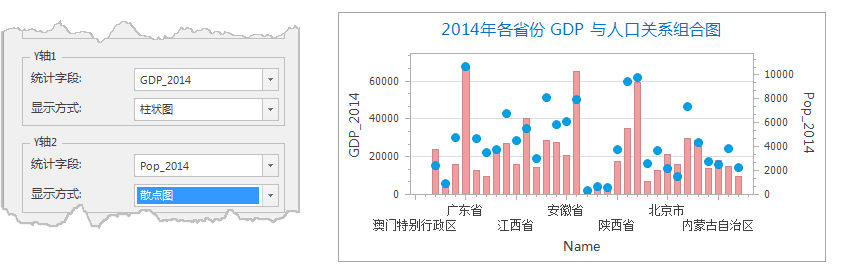 Y轴1
统计字段: GDP_2014
显示方式: 柱状图
Y轴2
统计字段: Pop_2014
显示方式: 散点图
2014年各省份 GDP 与人口关系组合图
60000
40000
20000
0
GDP_2014
10000
8000
6000
4000
2000
0
Pop_2014
广东省 安徽省 北京市
澳门特别行政区 江西省 陕西省 内蒙古自治区
Name